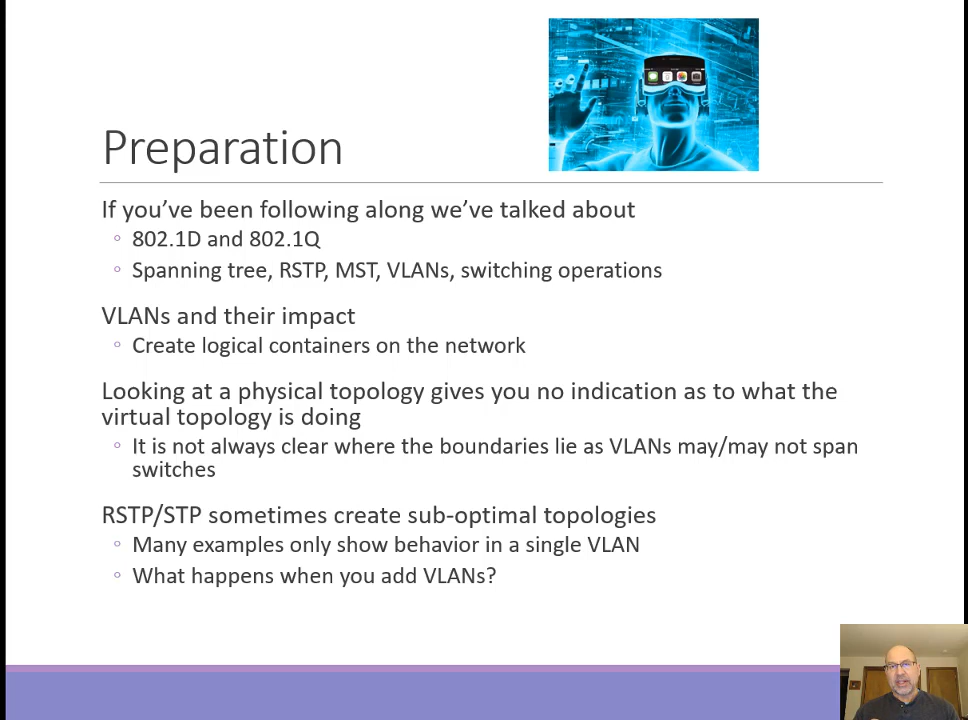 Preparation
If you’ve been following along we’ve talked about
◦ 802.1D and 802.1Q
◦ Spanning tree, RSTP, MST, VLANs, switching operations
VLANs and their impact
◦ Create logical containers on the network
Looking at a physical topology gives you no indication as to what the
virtual topology is doing
◦ It is not always clear where the boundaries lie as VLANs may/may not span
switches
RSTP/STP sometimes create sub-optimal topologies
◦ Many examples only show behavior in a single VLAN
◦ What happens when you add VLANs?